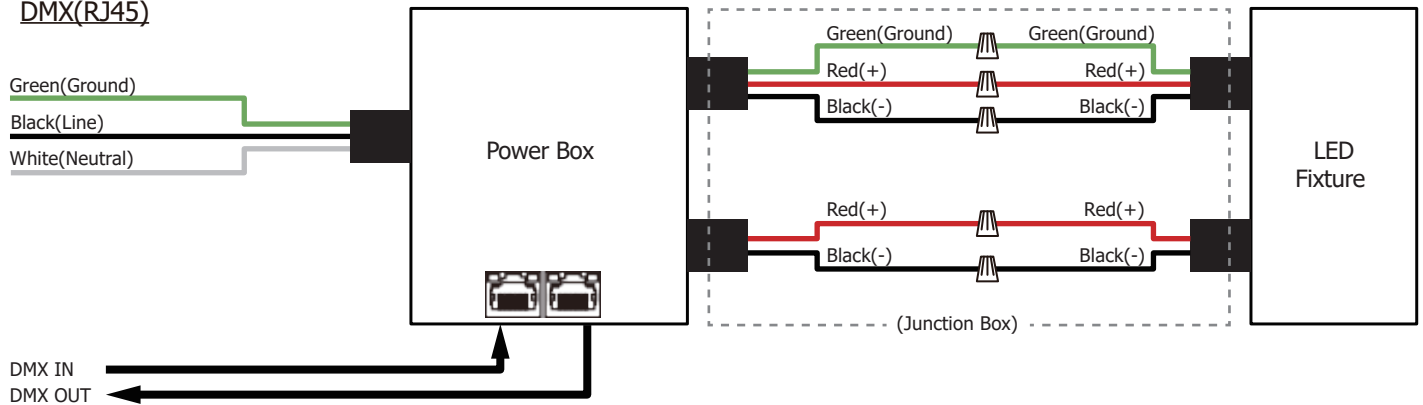 DMX(RJ45)
Green(Ground)
Black(Line)
White(Neutral)
Power Box
Green(Ground) Green(Ground)
Red(+) Red(+)
Black(-) Black(-)
Red(+) Red(+)
Black(-) Black(-)
(Junction Box)
LED
Fixture
DMX IN
DMX OUT